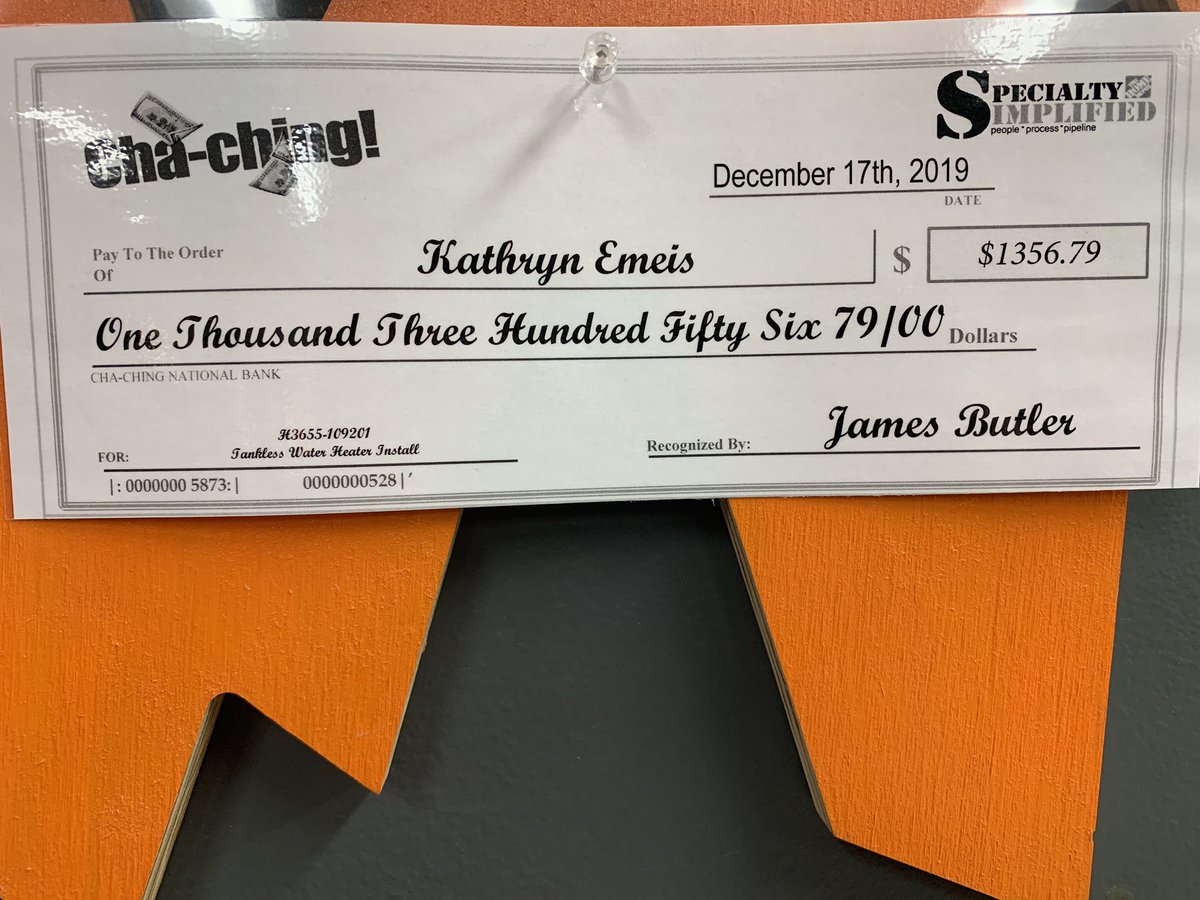 Cha-ching!
SPECIALTY
SIMPLIFIED
people*process*pipeline
December 17th, 2019
DATE
Pay To The Order
Of
Kathryn Emeis
$
$1356.79
One Thousand Three Hundred Fifty Six 79/00 Dollars
CHA-CHING NATIONAL BANK
H3655-109201
FOR: Tankless Water Heater Install
Recognized By: James Butler
|: 0000000 5873:| 0000000528|′